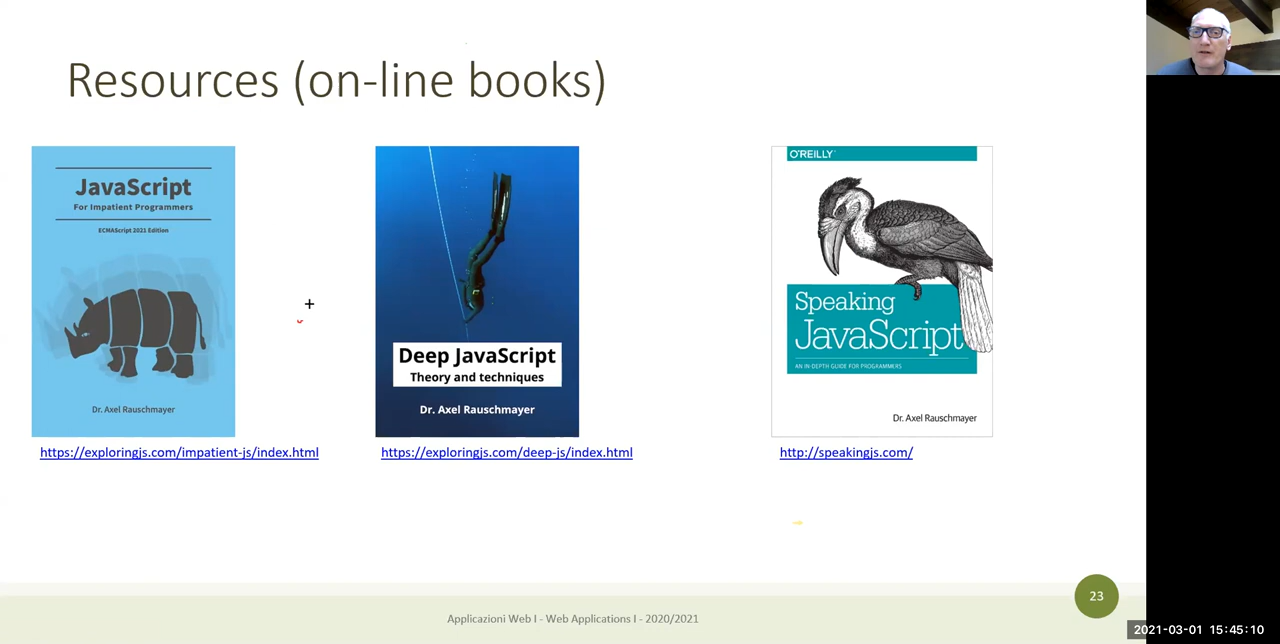 Resources (on-line books)
JavaScript
For Impatient Programmers
ECMAScript 2021 Edition
Dr. Axel Rauschmayer
https://exploringjs.com/impatient-js/index.html
Deep JavaScript
Theory and techniques
Dr. Axel Rauschmayer
https://exploringjs.com/deep-js/index.html
O'REILLY
Speaking
JavaScript
AN IN-DEPTH GUIDE FOR PROGRAMMERS
Dr. Axel Rauschmayer
http://speakingjs.com/
23
Applicazioni Web I - Web Applications I - 2020/2021
2021-03-01 15:45:10